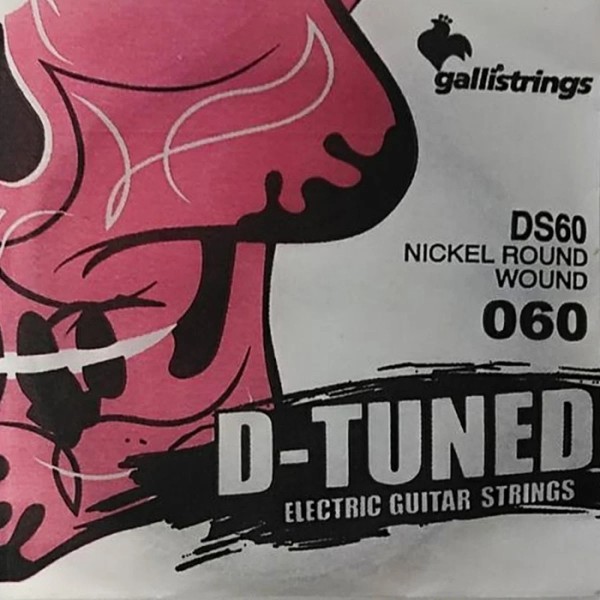 gallistrings
DS60
NICKEL ROUND
WOUND
060
D-TUNED
ELECTRIC GUITAR STRINGS